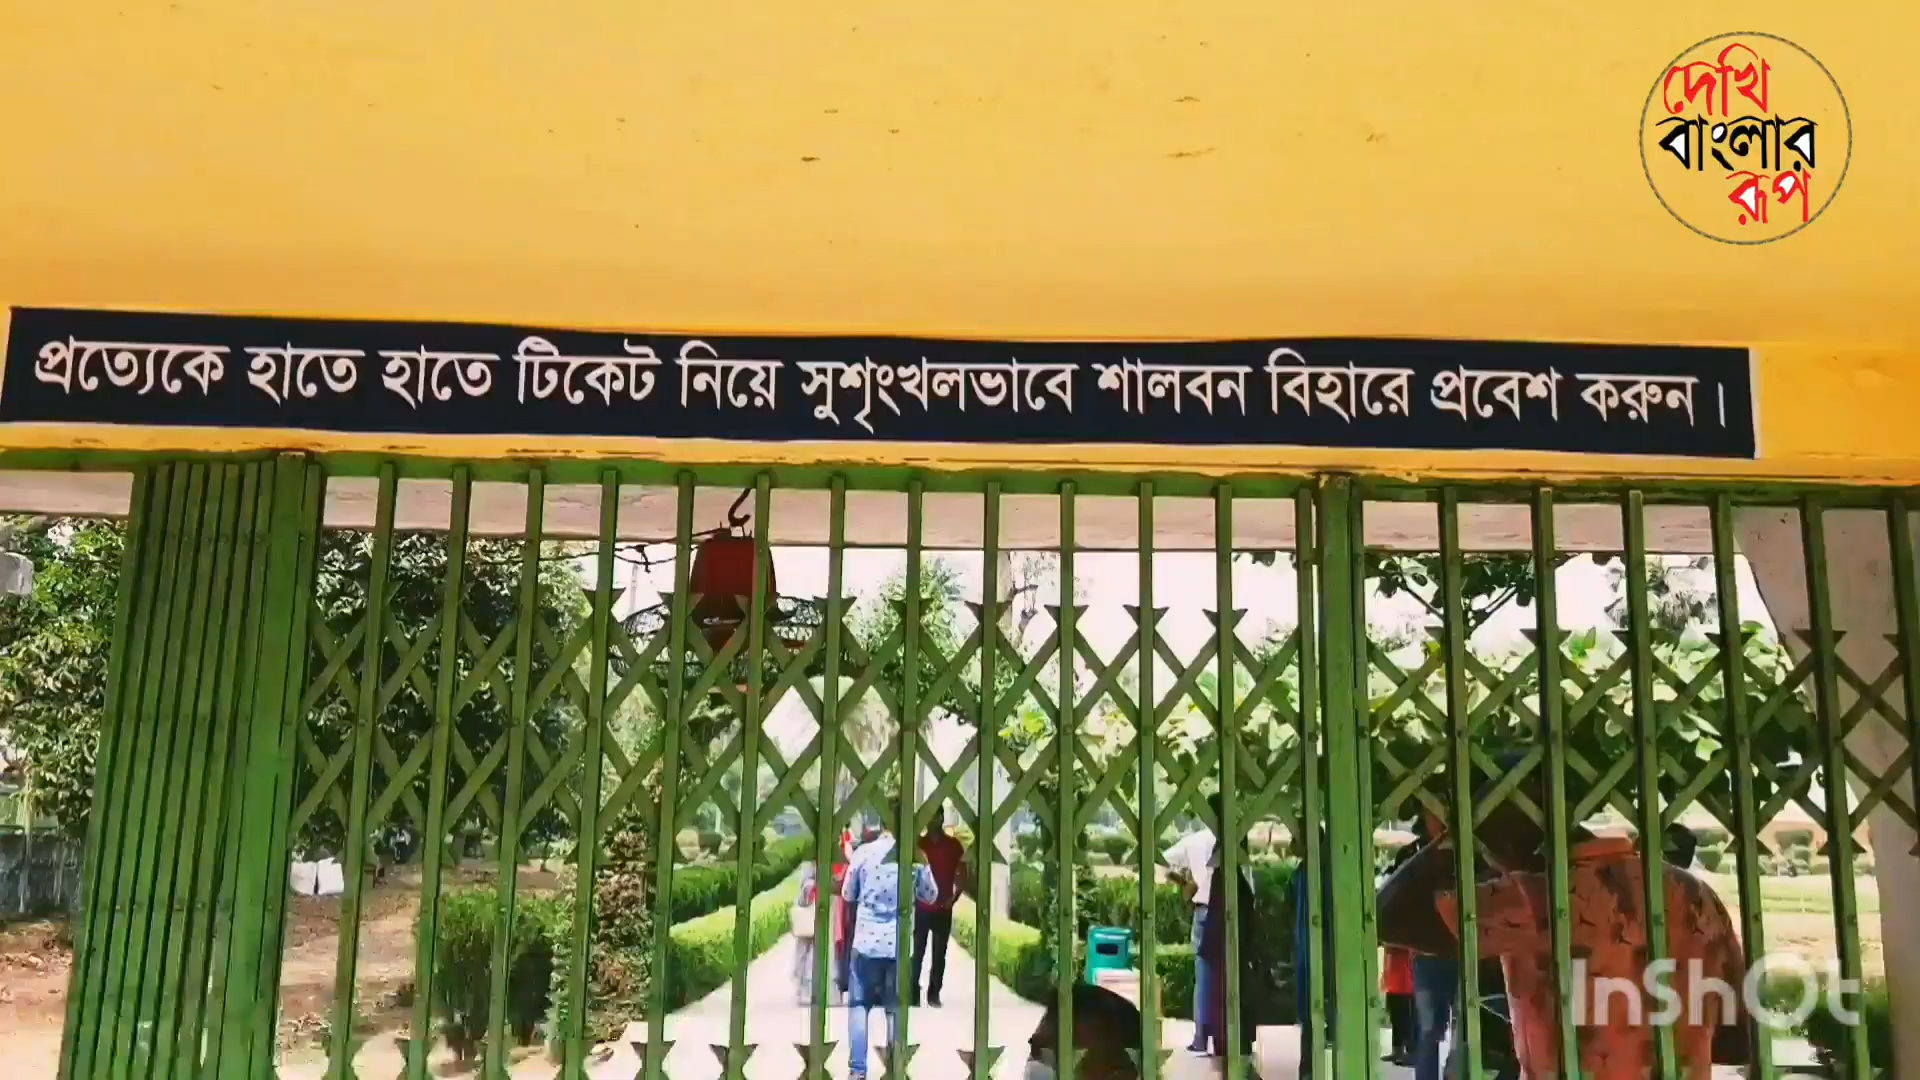 দেখি
বাংলার
রূপ
প্রত্যেকে হাতে হাতে টিকেট নিয়ে সুশৃংখলভাবে শালবন বিহারে প্রবেশ করুন।
InShOt